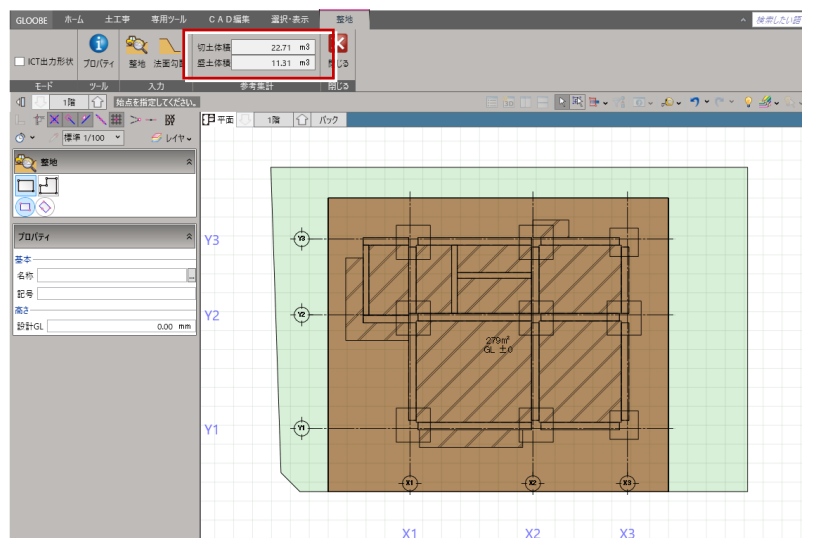 GLOOBE ホーム 土工事 専用ツール CAD編集 選択・表示 整地
検索したい語
ICT出力形状 プロパティ 整地 法面勾 切土体積 22.71 m3
盛土体積 11.31 m3 閉じる
モード ツール 入力 参考集計 閉じる
1階 始点を指定してください。
平面 1階 パック
標準 1/100 レイヤ
整地
プロパティ
基本
名称 ...
記号
高さ
設計GL 0.00 mm
Y3 Y3
Y2 Y2
279㎡
GL ±0
Y1 Y1
X1 X2 X3
X1 X2 X3